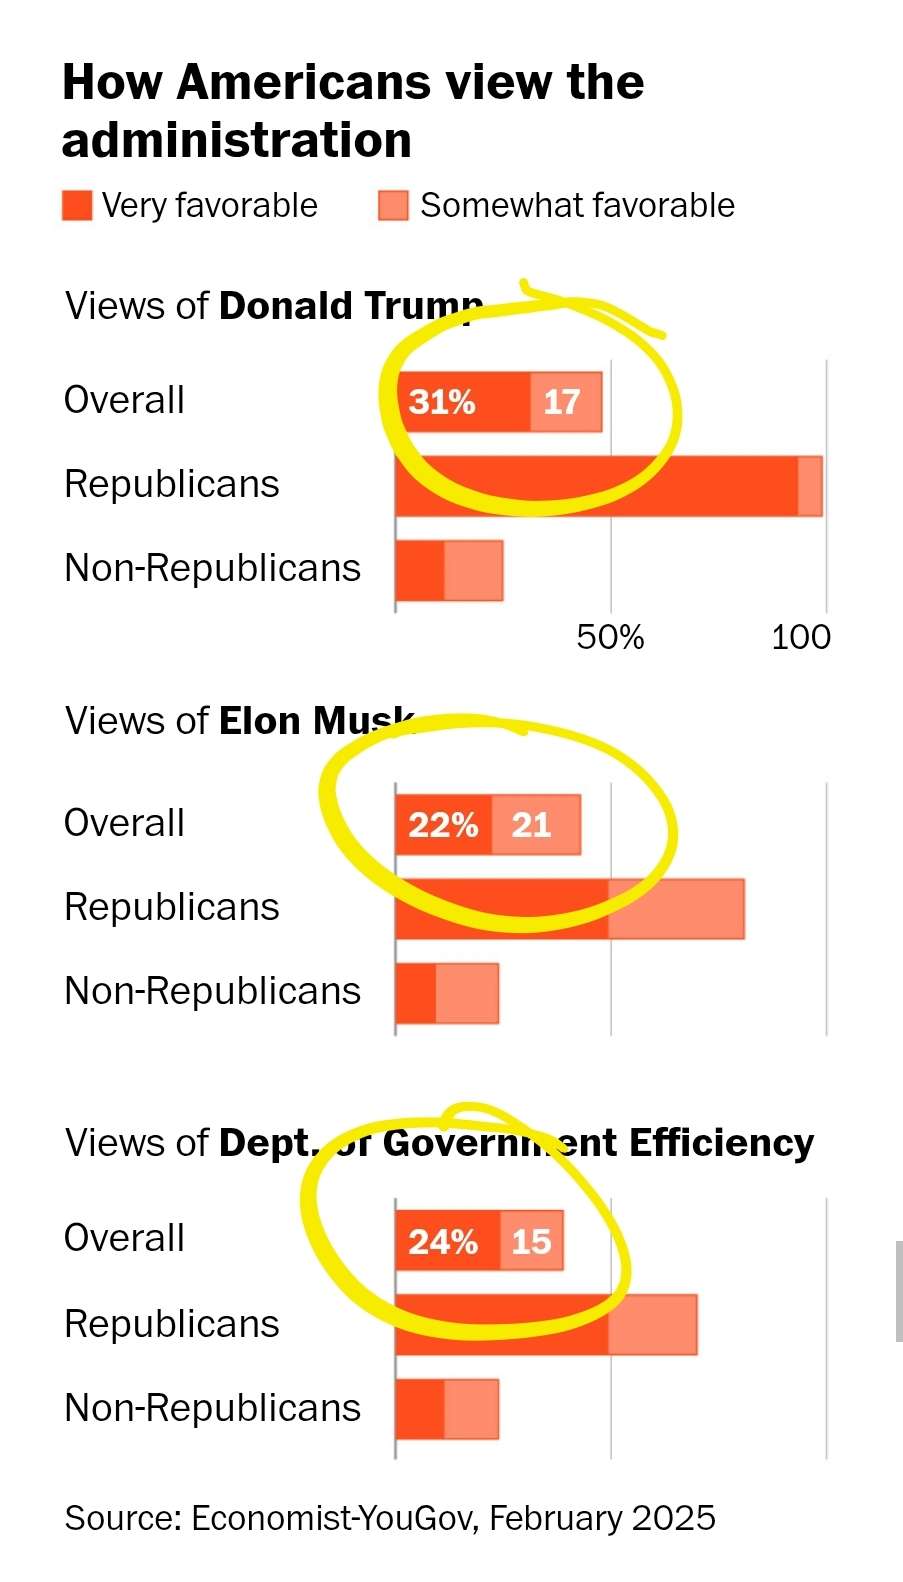 How Americans view the
administration
Very favorable Somewhat favorable
Views of Donald Trump
Overall 31% 17
Republicans
Non-Republicans
50% 100
Views of Elon Musk
Overall 22% 21
Republicans
Non-Republicans
Views of Dept. of Government Efficiency
Overall 24% 15
Republicans
Non-Republicans
Source: Economist-YouGov, February 2025